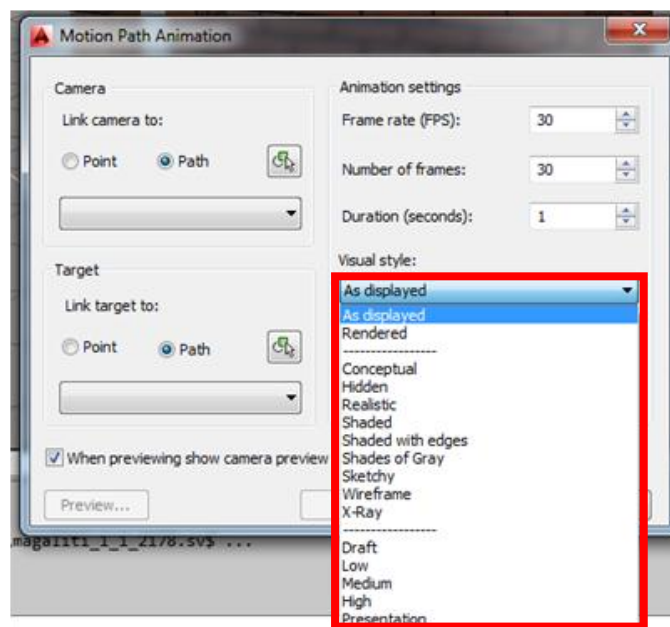 Motion Path Animation
Camera
Link camera to:
Point Path
Target
Link target to:
Point Path
When previewing show camera preview
Preview...
Animation settings
Frame rate (FPS): 30
Number of frames: 30
Duration (seconds): 1
Visual style:
As displayed
As displayed
Rendered
-----------------
Conceptual
Hidden
Realistic
Shaded
Shaded with edges
Shades of Gray
Sketchy
Wireframe
X-Ray
-----------------
Draft
Low
Medium
High
Presentation
magaliti_1_1_2178.sv$ ...